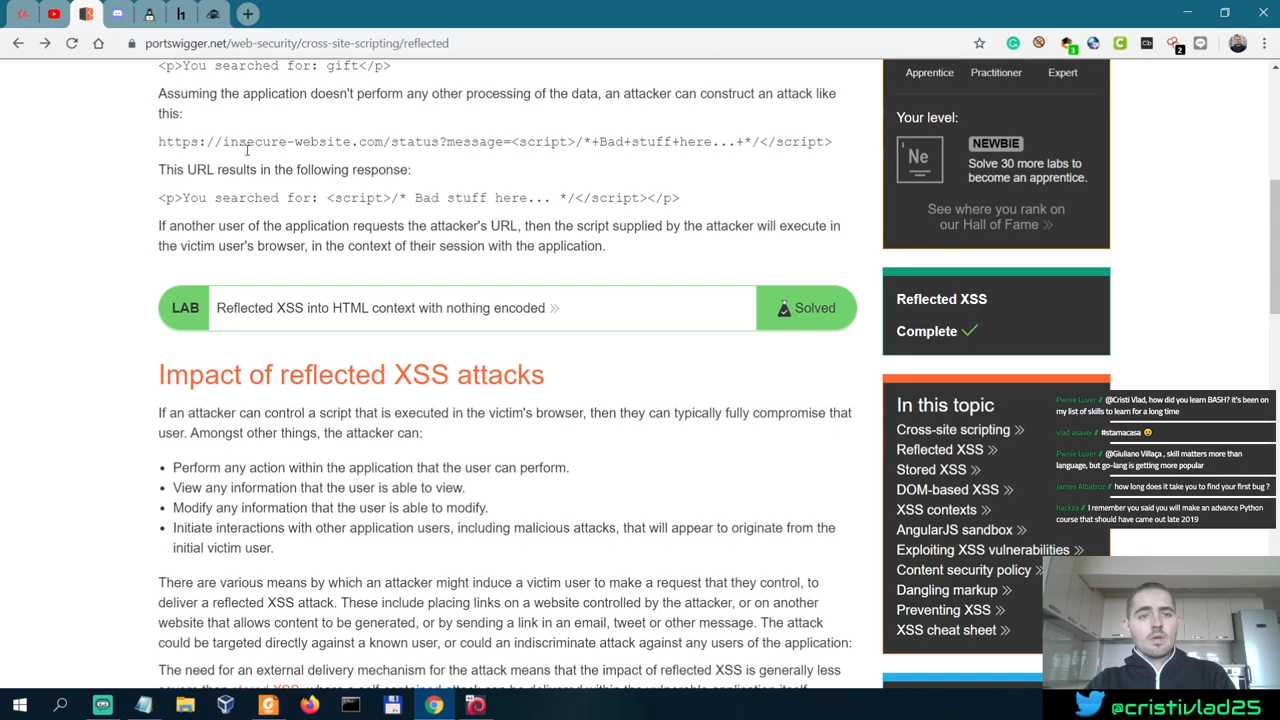 portswigger.net/web-security/cross-site-scripting/reflected
<p>You searched for: gift</p>
Assuming the application doesn't perform any other processing of the data, an attacker can construct an attack like
this:
https://insecure-website.com/status?message=<script>/*+Bad+stuff+here...+*/</script>
This URL results in the following response:
<p>You searched for: <script>/* Bad stuff here... */</script></p>
If another user of the application requests the attacker's URL, then the script supplied by the attacker will execute in
the victim user's browser, in the context of their session with the application.
LAB
Reflected XSS into HTML context with nothing encoded »
Solved
Impact of reflected XSS attacks
If an attacker can control a script that is executed in the victim's browser, then they can typically fully compromise that
user. Amongst other things, the attacker can:
• Perform any action within the application that the user can perform.
• View any information that the user is able to view.
• Modify any information that the user is able to modify.
• Initiate interactions with other application users, including malicious attacks, that will appear to originate from the
initial victim user.
There are various means by which an attacker might induce a victim user to make a request that they control, to
deliver a reflected XSS attack. These include placing links on a website controlled by the attacker, or on another
website that allows content to be generated, or by sending a link in an email, tweet or other message. The attack
could be targeted directly against a known user, or could an indiscriminate attack against any users of the application:
The need for an external delivery mechanism for the attack means that the impact of reflected XSS is generally less
Apprentice Practitioner Expert
Your level:
Ne
NEWBIE
Solve 30 more labs to
become an apprentice.
See where you rank on
our Hall of Fame »
Reflected XSS
Complete
In this topic
Cross-site scripting »
Reflected XSS »
Stored XSS »
DOM-based XSS »
XSS contexts »
AngularJS sandbox »
Exploiting XSS vulnerabilities »
Content security policy »
Dangling markup »
Preventing XSS »
XSS cheat sheet »
Pwnie Luver // @Cristi Vlad, how did you learn BASH? it's been on
my list of skills to learn for a long time
vlad asavei // #stamacasa
Pwnie Luver // @Giuliano Villaça , skill matters more than
language, but go-lang is getting more popular
James Albatroz // how long does it take you to find your first bug ?
hackza // I remember you said you will make an advance Python
course that should have came out late 2019
@cristivlad25